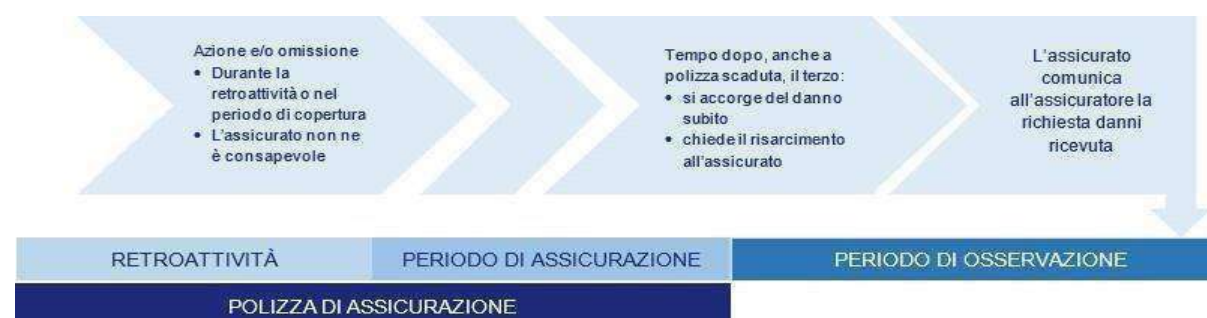 Azione e/o omissione
• Durante la
retroattività o nel
periodo di copertura
• L'assicurato non ne
è consapevole
Tempo dopo, anche a
polizza scaduta, il terzo:
• si accorge del danno
subito
• chiede il risarcimento
all'assicurato
L'assicurato
comunica
all'assicuratore la
richiesta danni
ricevuta
RETROATTIVITÀ
PERIODO DI ASSICURAZIONE
PERIODO DI OSSERVAZIONE
POLIZZA DI ASSICURAZIONE